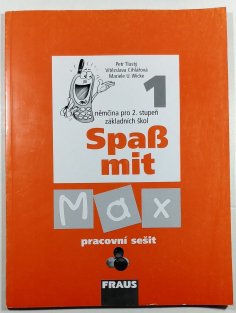 Petr Tlustý
Vítězslava Cihlářová
Mariele U. Wicke
1
němčina pro 2. stupeň
základních škol
Spaß
mit
Max
pracovní sešit
FRAUS